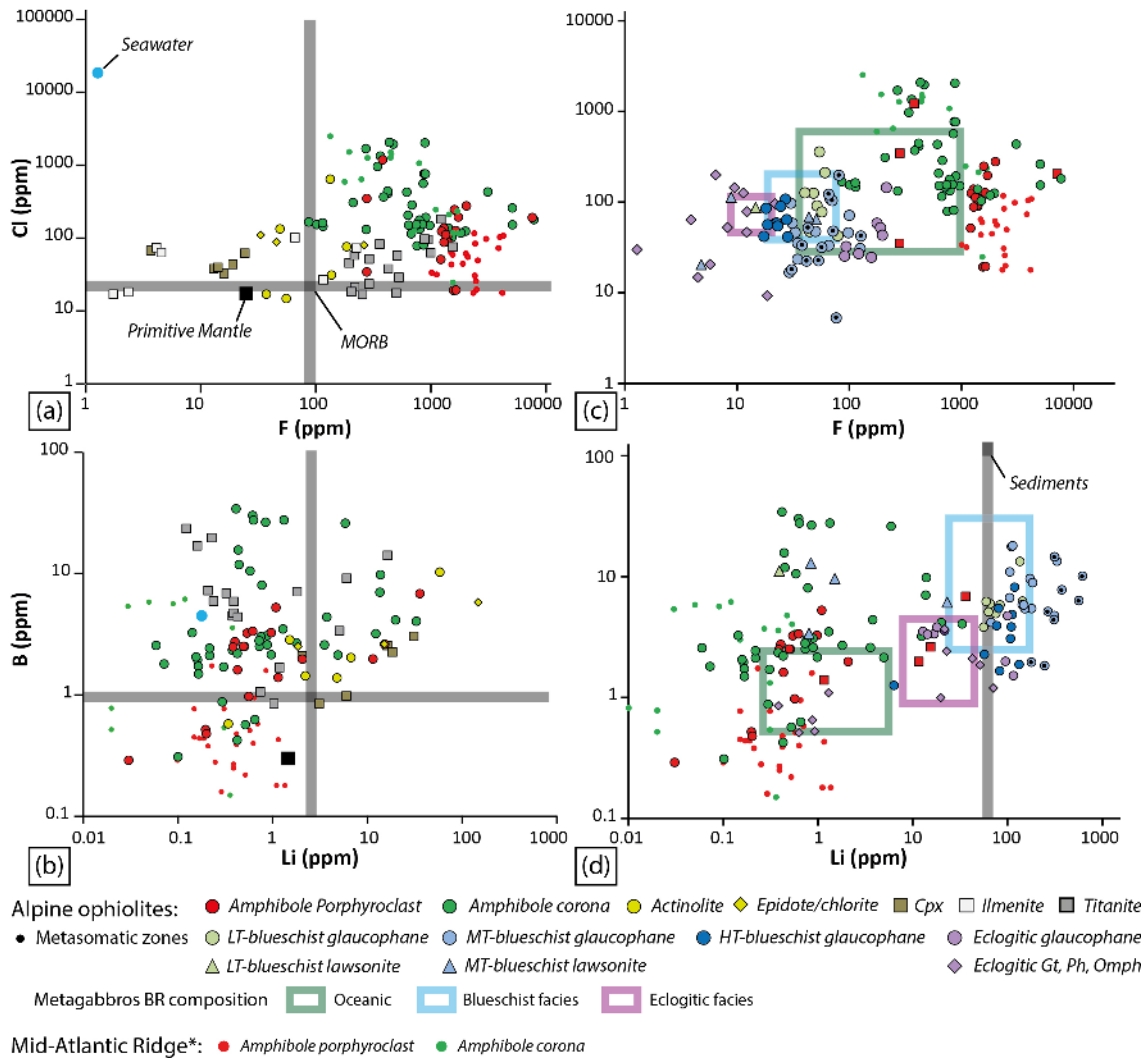 100000
10000
1000
100
10
1
Cl (ppm)
Seawater
Primitive Mantle
MORB
(a)
1 10 100 1000 10000
F (ppm)
1000
100
10
1
(c)
1 10 100 1000 10000
F (ppm)
100
10
1
0.1
B (ppm)
(b)
0.01 0.1 1 10 100 1000
Li (ppm)
100
10
1
0.1
Sediments
(d)
0.01 0.1 1 10 100 1000
Li (ppm)
Alpine ophiolites: Amphibole Porphyroclast Amphibole corona Actinolite Epidote/chlorite Cpx Ilmenite Titanite
Metasomatic zones LT-blueschist glaucophane MT-blueschist glaucophane HT-blueschist glaucophane Eclogitic glaucophane
LT-blueschist lawsonite MT-blueschist lawsonite Eclogitic Gt, Ph, Omph
Metagabbros BR composition Oceanic Blueschist facies Eclogitic facies
Mid-Atlantic Ridge*: Amphibole porphyroclast Amphibole corona